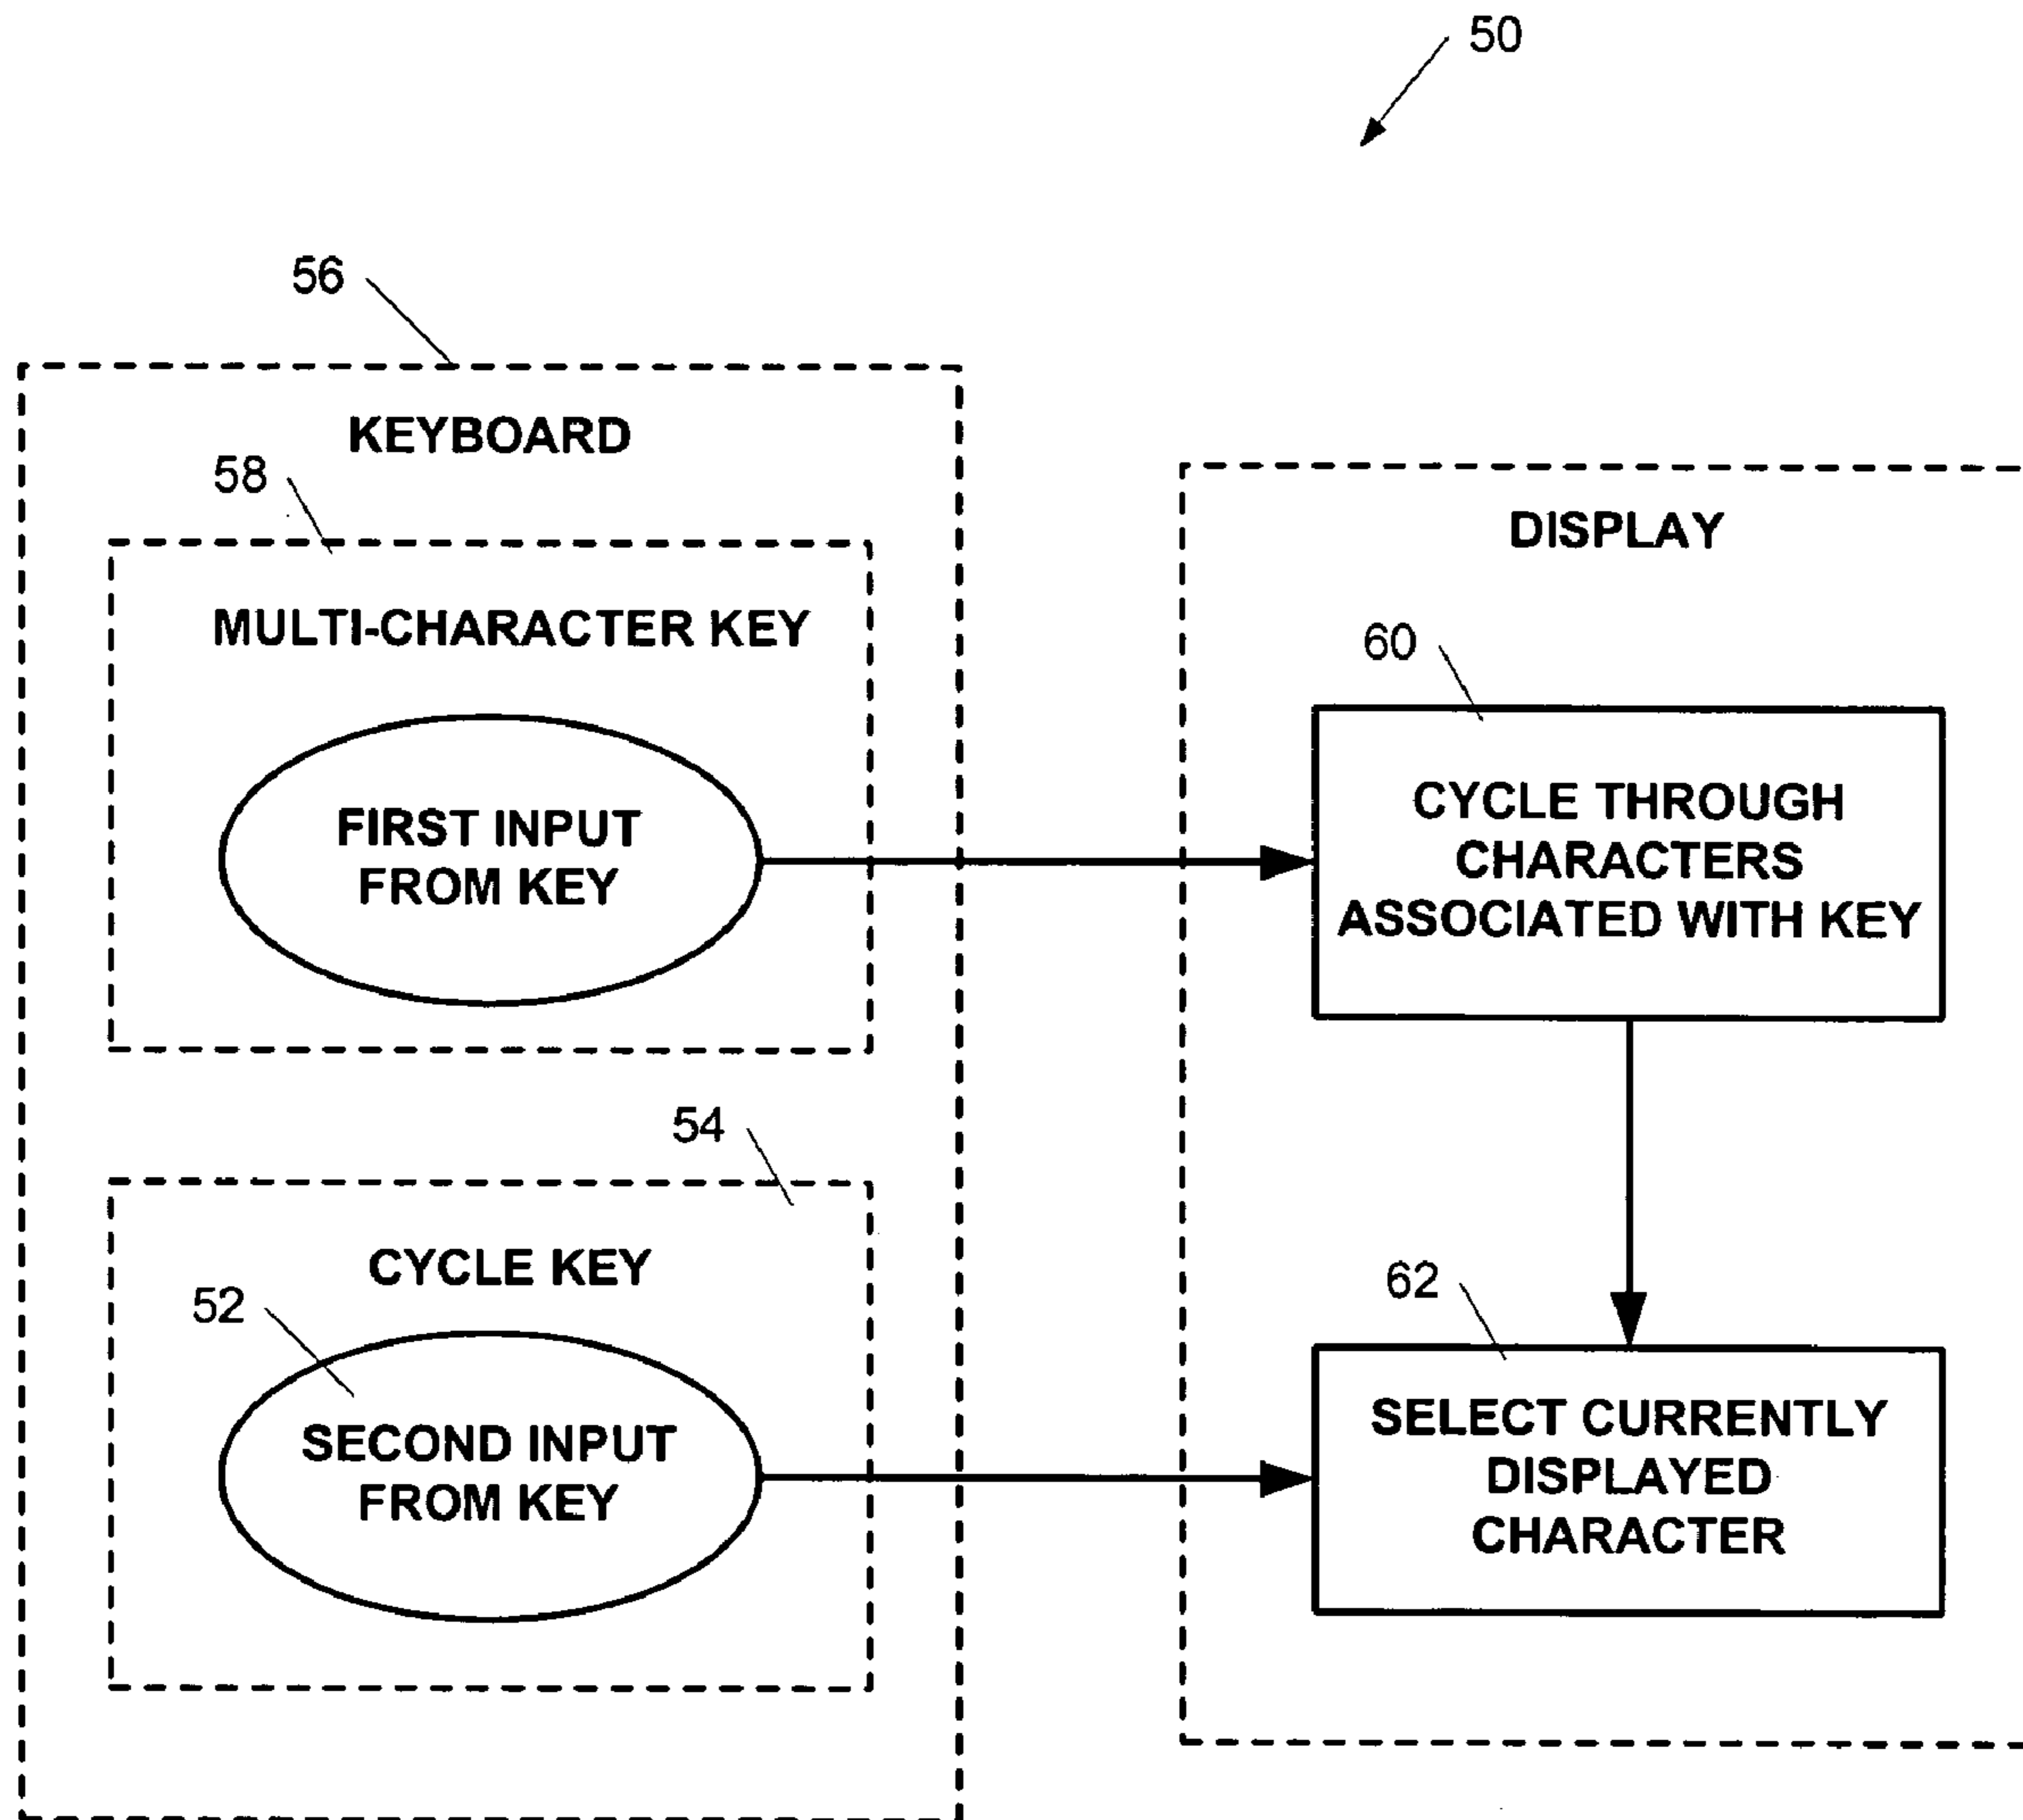 50
56
KEYBOARD
58
MULTI-CHARACTER KEY
FIRST INPUT
FROM KEY
54
CYCLE KEY
52
SECOND INPUT
FROM KEY
DISPLAY
60
CYCLE THROUGH
CHARACTERS
ASSOCIATED WITH KEY
62
SELECT CURRENTLY
DISPLAYED
CHARACTER